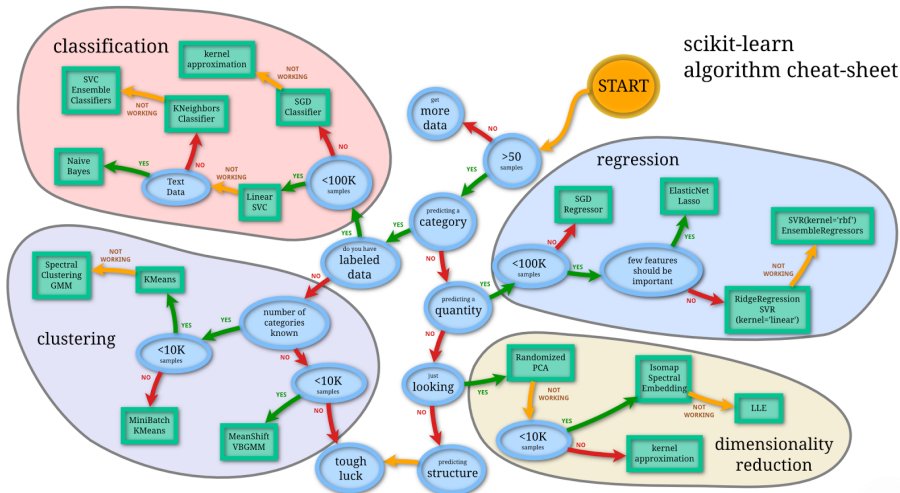 scikit-learn
algorithm cheat-sheet
START
classification
kernel
approximation
NOT
WORKING
SVC
Ensemble
Classifiers
NOT
WORKING
KNeighbors
Classifier
SGD
Classifier
NO
Naive
Bayes
YES
Text
Data
NO
NOT
WORKING
Linear
SVC
YES
<100K
samples
YES
get
more
data
NO
>50
samples
YES
predicting a
category
YES
do you have
labeled
data
NO
NO
regression
SGD
Regressor
NO
ElasticNet
Lasso
YES
SVR(kernel='rbf')
EnsembleRegressors
NOT
WORKING
<100K
samples
YES
few features
should be
important
NO
RidgeRegression
SVR
(kernel='linear')
YES
predicting a
quantity
NO
clustering
Spectral
Clustering
GMM
NOT
WORKING
KMeans
YES
<10K
samples
YES
number of
categories
known
NO
NO
MiniBatch
KMeans
<10K
samples
YES
NO
MeanShift
VBGMM
tough
luck
just
looking
YES
NO
predicting
structure
Randomized
PCA
NOT
WORKING
<10K
samples
YES
NO
Isomap
Spectral
Embedding
NOT
WORKING
LLE
kernel
approximation
dimensionality
reduction